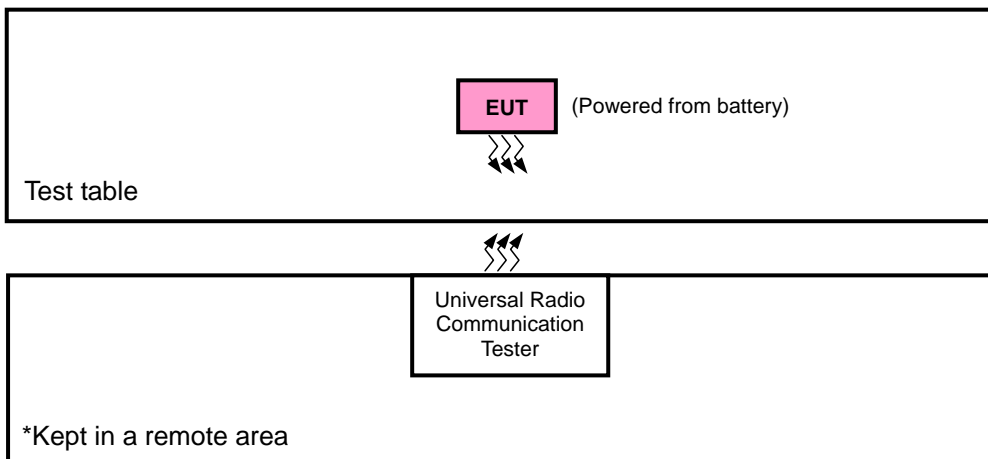 EUT
(Powered from battery)
Test table
Universal Radio
Communication
Tester
*Kept in a remote area